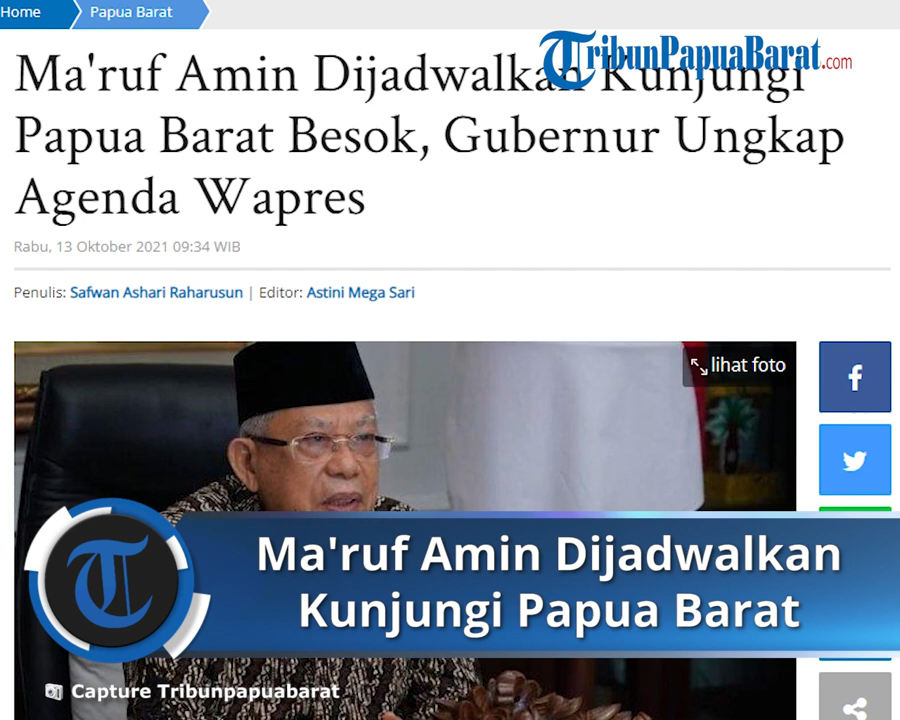 Home Papua Barat
TribunPapuaBarat.com
Ma'ruf Amin Dijadwalkan Kunjungi
Papua Barat Besok, Gubernur Ungkap
Agenda Wapres
Rabu, 13 Oktober 2021 09:34 WIB
Penulis: Safwan Ashari Raharusun | Editor: Astini Mega Sari
lihat foto
Ma'ruf Amin Dijadwalkan
Kunjungi Papua Barat
Capture Tribunpapuabarat